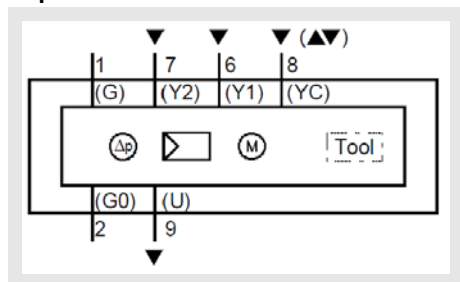 ▼ ▼ ▼ (▲▼)
1 7 6 8
(G) (Y2) (Y1) (YC)
Δp M Tool
(G0) (U)
2 9
▼